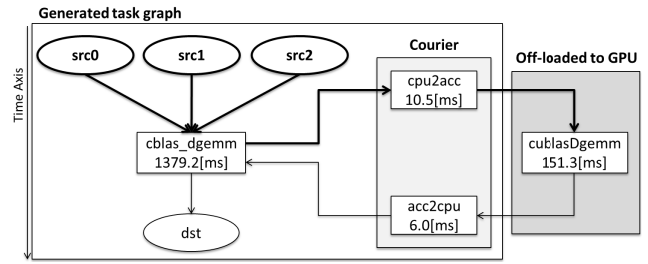 Generated task graph
Time Axis
src0
src1
src2
Courier
Off-loaded to GPU
cpu2acc
10.5[ms]
cblas_dgemm
1379.2[ms]
cublasDgemm
151.3[ms]
acc2cpu
6.0[ms]
dst